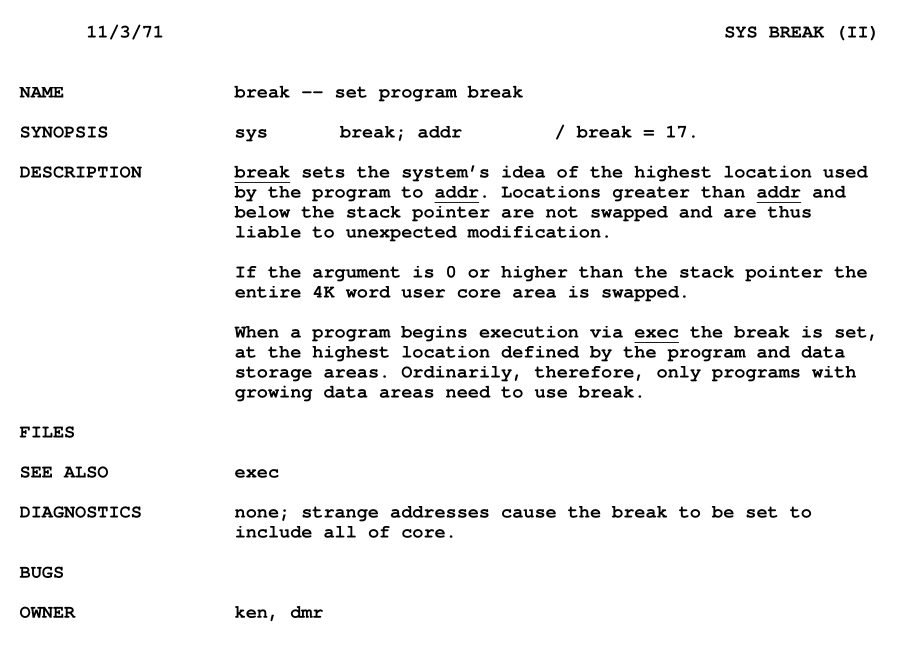 11/3/71 SYS BREAK (II)
NAME break -- set program break
SYNOPSIS sys break; addr / break = 17.
DESCRIPTION break sets the system's idea of the highest location used
by the program to addr. Locations greater than addr and
below the stack pointer are not swapped and are thus
liable to unexpected modification.
If the argument is 0 or higher than the stack pointer the
entire 4K word user core area is swapped.
When a program begins execution via exec the break is set,
at the highest location defined by the program and data
storage areas. Ordinarily, therefore, only programs with
growing data areas need to use break.
FILES
SEE ALSO exec
DIAGNOSTICS none; strange addresses cause the break to be set to
include all of core.
BUGS
OWNER ken, dmr